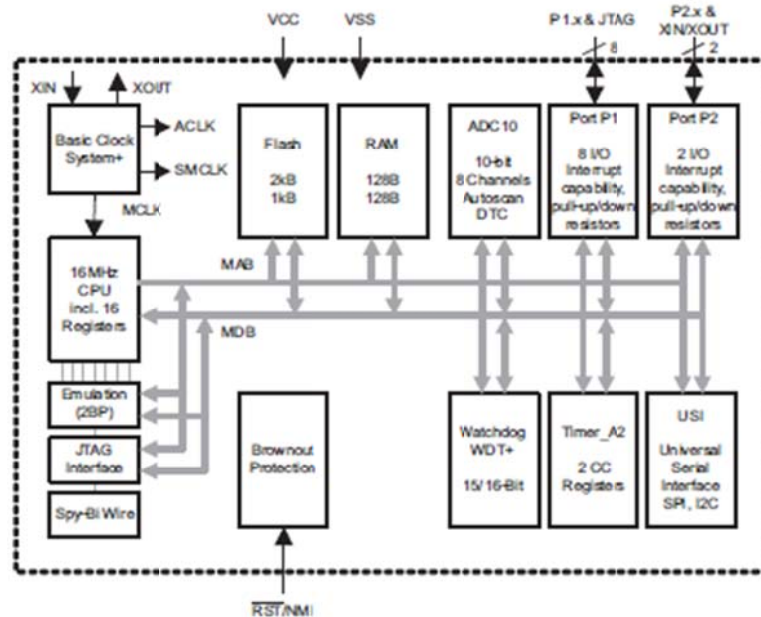 VCC
VSS
P1.x & JTAG
8
P2.x &
XIN/XOUT
2
XIN
XOUT
Basic Clock
System+
ACLK
SMCLK
MCLK
Flash
2kB
1kB
RAM
128B
128B
ADC10
10-bit
8 Channels
Autoscan
DTC
Port P1
8 I/O
Interrupt
capability,
pull-up/down
resistors
Port P2
2 I/O
Interrupt
capability,
pull-up/down
resistors
16MHz
CPU
incl. 16
Registers
MAB
MDB
Emulation
(2BP)
JTAG
Interface
Spy-Bi Wire
Brownout
Protection
Watchdog
WDT+
15/16-Bit
Timer_A2
2 CC
Registers
USI
Universal
Serial
Interface
SPI, I2C
RST/NMI